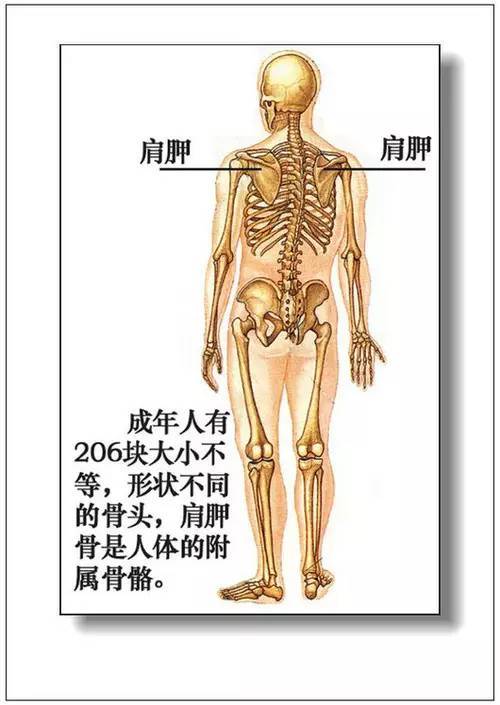 肩胛
肩胛
成年人有
206块大小不
等，形状不同
的骨头，肩胛
骨是人体的附
属骨骼。